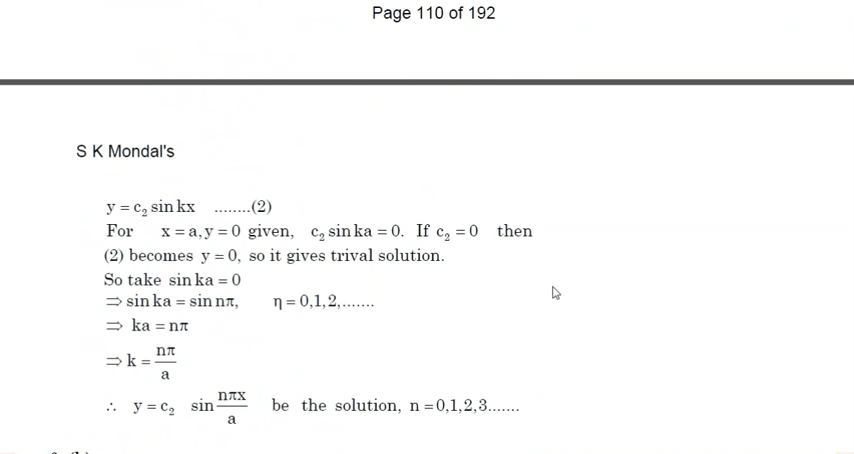 Page 110 of 192
S K Mondal's
y = c₂ sin kx ........(2)
For x = a, y = 0 given, c₂ sin ka = 0. If c₂ = 0 then
(2) becomes y = 0, so it gives trival solution.
So take sin ka = 0
⇒ sin ka = sin nπ, η = 0,1,2,.......
⇒ ka = nπ
⇒ k = nπ/a
∴ y = c₂ sin nπx/a be the solution, n = 0,1,2,3.......